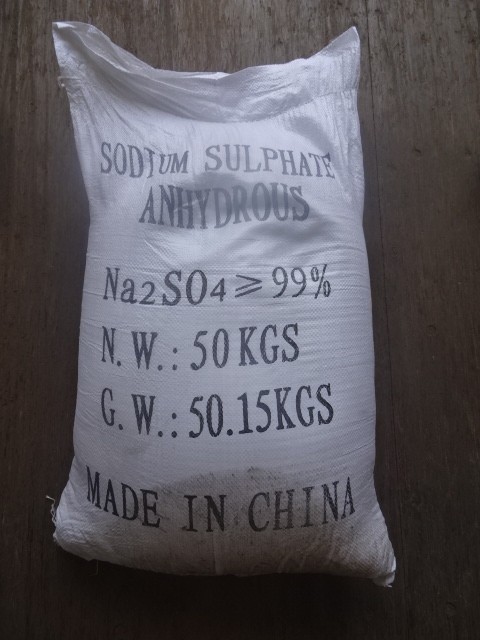 SODIUM SULPHATE
ANHYDROUS
Na2SO4≥99%
N.W.:50KGS
G.W.:50.15KGS
MADE IN CHINA